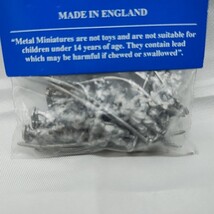 MADE IN ENGLAND
"Metal Miniatures are not toys and are not suitable for
children under 14 years of age. They contain lead
which may be harmful if chewed or swallowed".